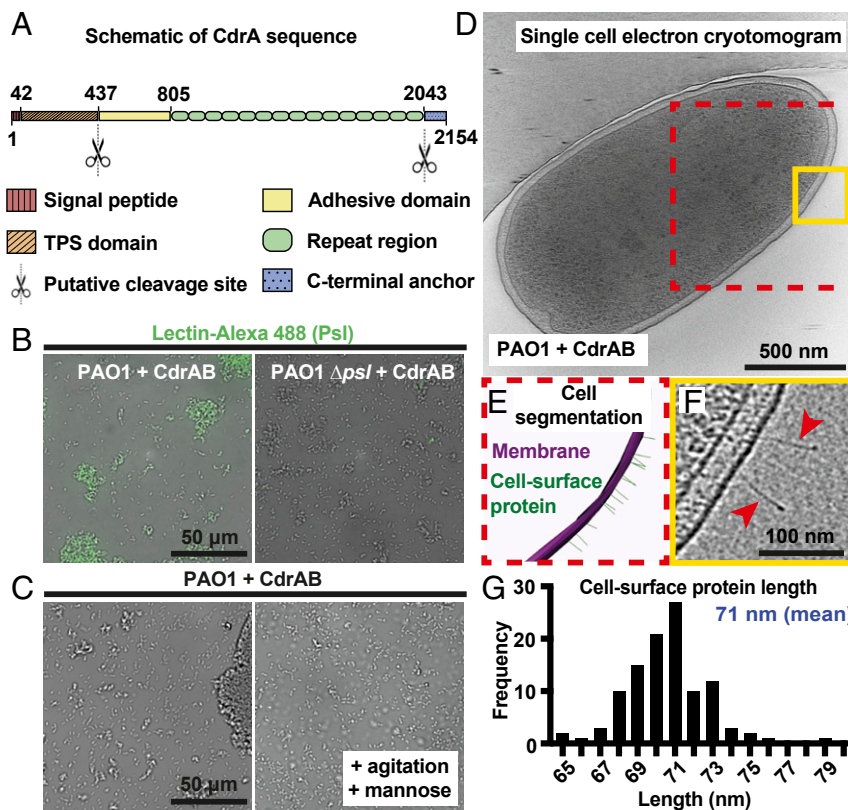 A
Schematic of CdrA sequence
42 437 805 2043
1 2154
Signal peptide
Adhesive domain
TPS domain
Repeat region
Putative cleavage site
C-terminal anchor
B
Lectin-Alexa 488 (Psl)
PAO1 + CdrAB
PAO1 Δpsl + CdrAB
50 μm
C
PAO1 + CdrAB
50 μm
+ agitation
+ mannose
D
Single cell electron cryotomogram
PAO1 + CdrAB
500 nm
E
Cell
segmentation
Membrane
Cell-surface
protein
F
100 nm
G
Cell-surface protein length
71 nm (mean)
Frequency
30
20
10
0
65 67 69 71 73 75 77 79
Length (nm)